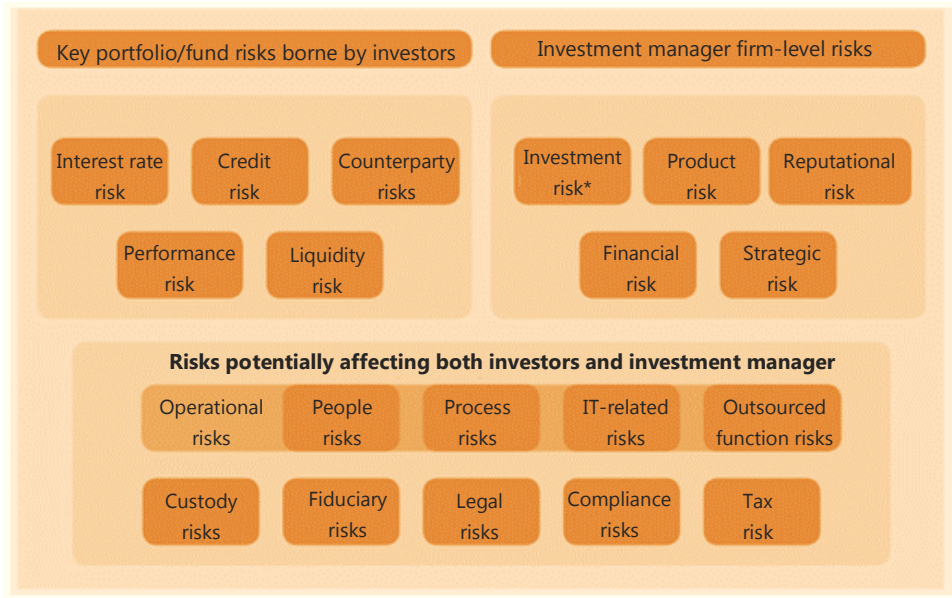 Key portfolio/fund risks borne by investors
Investment manager firm-level risks
Interest rate
risk
Credit
risk
Counterparty
risks
Performance
risk
Liquidity
risk
Investment
risk*
Product
risk
Reputational
risk
Financial
risk
Strategic
risk
Risks potentially affecting both investors and investment manager
Operational
risks
People
risks
Process
risks
IT-related
risks
Outsourced
function risks
Custody
risks
Fiduciary
risks
Legal
risks
Compliance
risks
Tax
risk